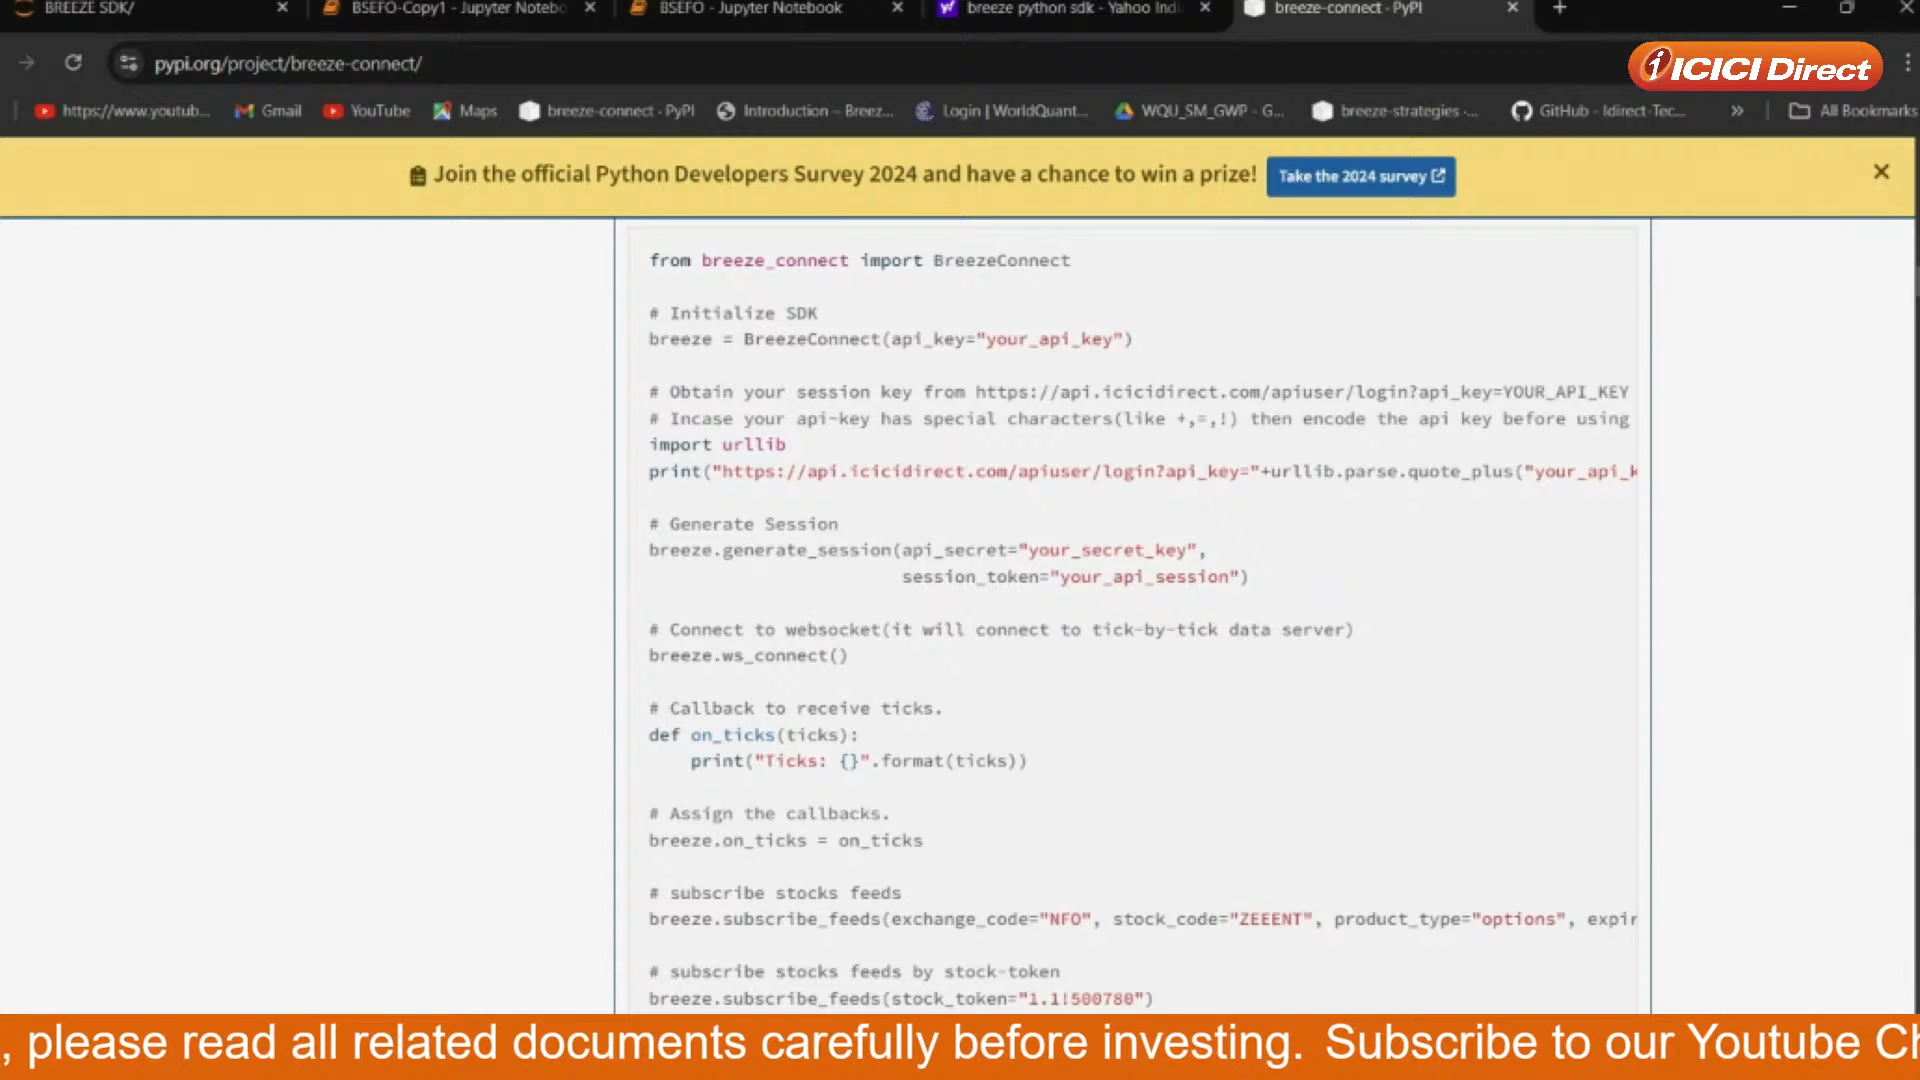 BREEZE SDK/
BSEFO-Copy1 - Jupyter Notebo
BSEFO - Jupyter Notebook
breeze python sdk - Yahoo Indi
breeze-connect · PyPI
pypi.org/project/breeze-connect/
ICICI Direct
https://www.youtub...
Gmail
YouTube
Maps
breeze-connect · PyPI
Introduction – Breez...
Login | WorldQuant...
WQU_SM_GWP - G...
breeze-strategies ·...
GitHub - Idirect-Tec...
»
All Bookmarks
Join the official Python Developers Survey 2024 and have a chance to win a prize!
Take the 2024 survey
from breeze_connect import BreezeConnect
# Initialize SDK
breeze = BreezeConnect(api_key="your_api_key")
# Obtain your session key from https://api.icicidirect.com/apiuser/login?api_key=YOUR_API_KEY
# Incase your api-key has special characters(like +,=,!) then encode the api key before using
import urllib
print("https://api.icicidirect.com/apiuser/login?api_key="+urllib.parse.quote_plus("your_api_k
# Generate Session
breeze.generate_session(api_secret="your_secret_key",
session_token="your_api_session")
# Connect to websocket(it will connect to tick-by-tick data server)
breeze.ws_connect()
# Callback to receive ticks.
def on_ticks(ticks):
print("Ticks: {}".format(ticks))
# Assign the callbacks.
breeze.on_ticks = on_ticks
# subscribe stocks feeds
breeze.subscribe_feeds(exchange_code="NFO", stock_code="ZEEENT", product_type="options", expir
# subscribe stocks feeds by stock-token
breeze.subscribe_feeds(stock_token="1.1!500780")
, please read all related documents carefully before investing. Subscribe to our Youtube Ch